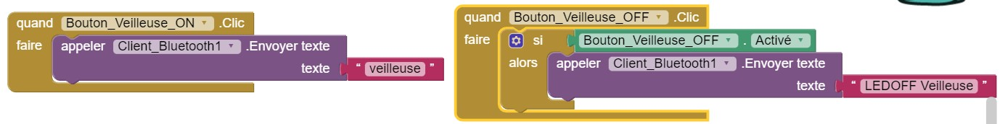 quand Bouton_Veilleuse_ON .Clic
faire appeler Client_Bluetooth1 .Envoyer texte
texte “ veilleuse ”
quand Bouton_Veilleuse_OFF .Clic
faire si Bouton_Veilleuse_OFF . Activé
alors appeler Client_Bluetooth1 .Envoyer texte
texte “ LEDOFF Veilleuse ”